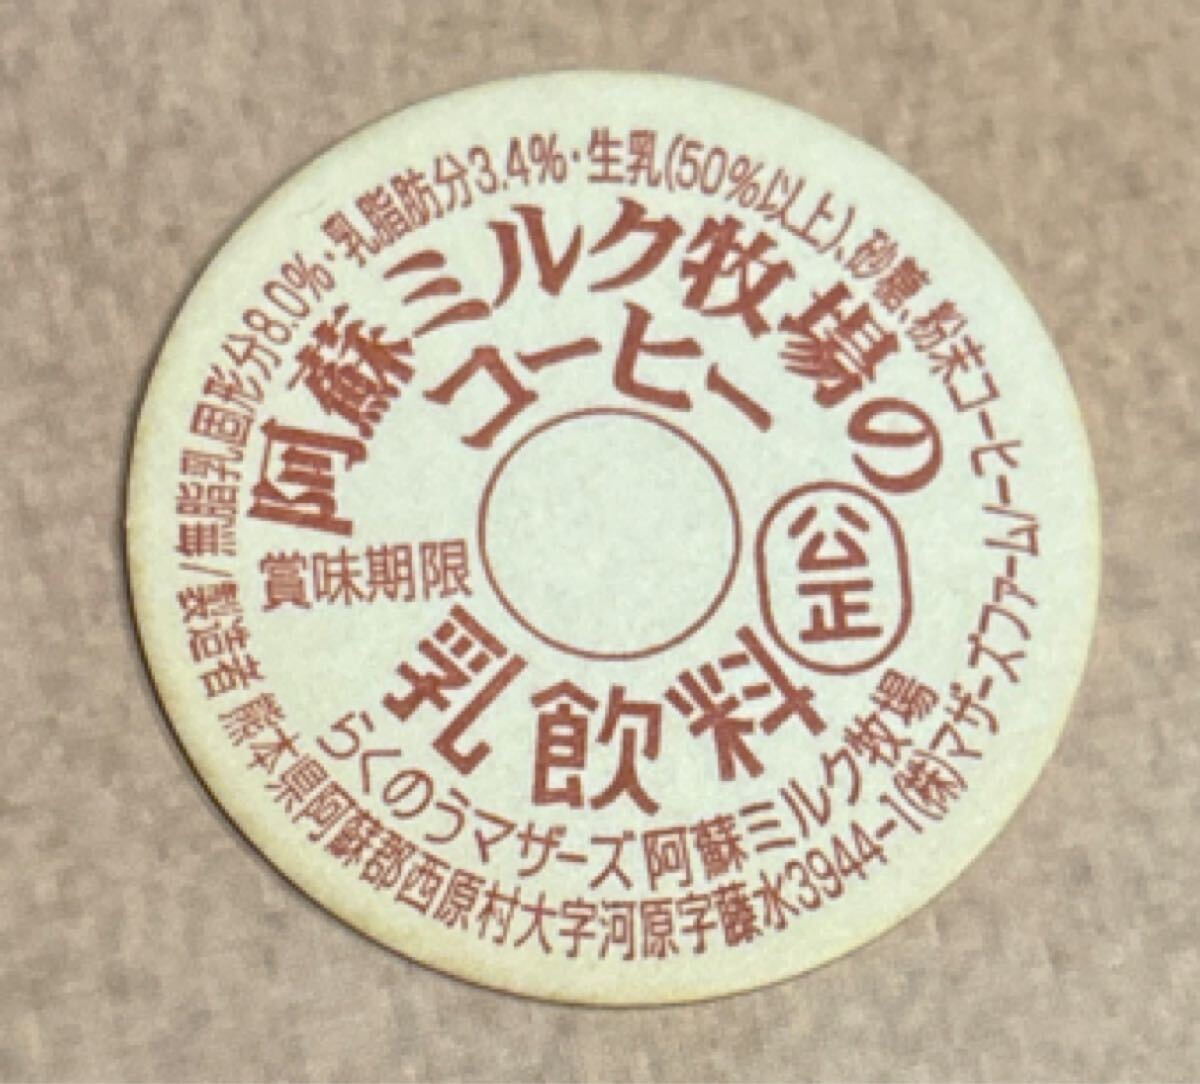 無脂乳固形分8.0%・乳脂肪分3.4%・生乳(50%以上)、砂糖、粉末コーヒー/
阿蘇ミルク牧場の
コーヒー
公正
賞味期限
乳飲料
らくのうマザーズ 阿蘇ミルク牧場
製造者 熊本県阿蘇郡西原村大字河原字藤水3944-1(株)マザーズファーム/